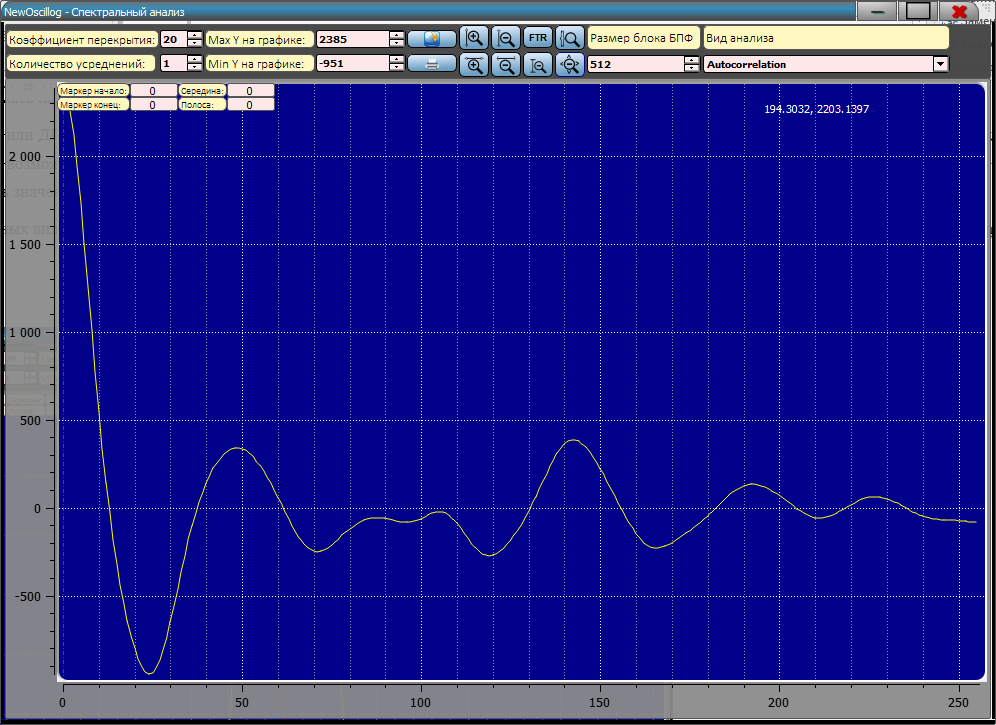 NewOscillog - Спектральный анализ
Коэффициент перекрытия: 20 Max Y на графике: 2385 FTR Размер блока БПФ Вид анализа
Количество усреднений: 1 Min Y на графике: -951 512 Autocorrelation
Маркер начало: 0 Середина: 0
Маркер конец: 0 Полоса: 0
194.3032, 2203.1397
2 000
1 500
1 000
500
0
-500
0 50 100 150 200 250